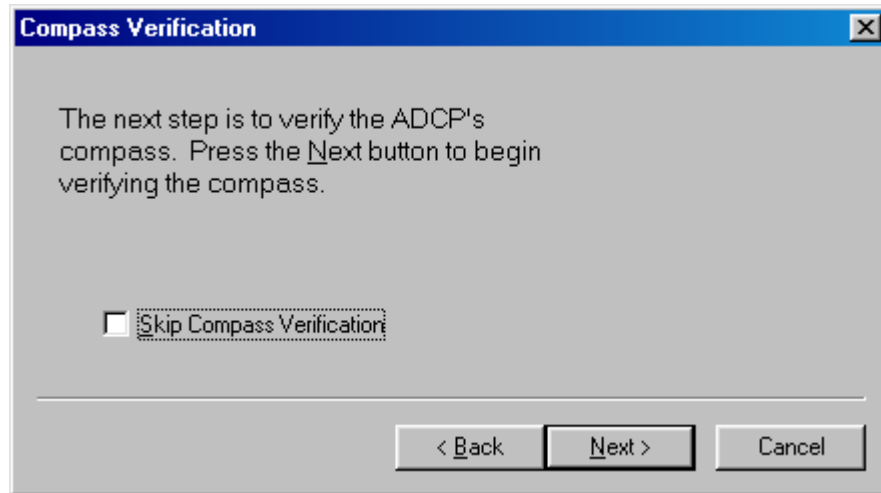 Compass Verification
The next step is to verify the ADCP's
compass. Press the Next button to begin
verifying the compass.
Skip Compass Verification
< Back Next > Cancel